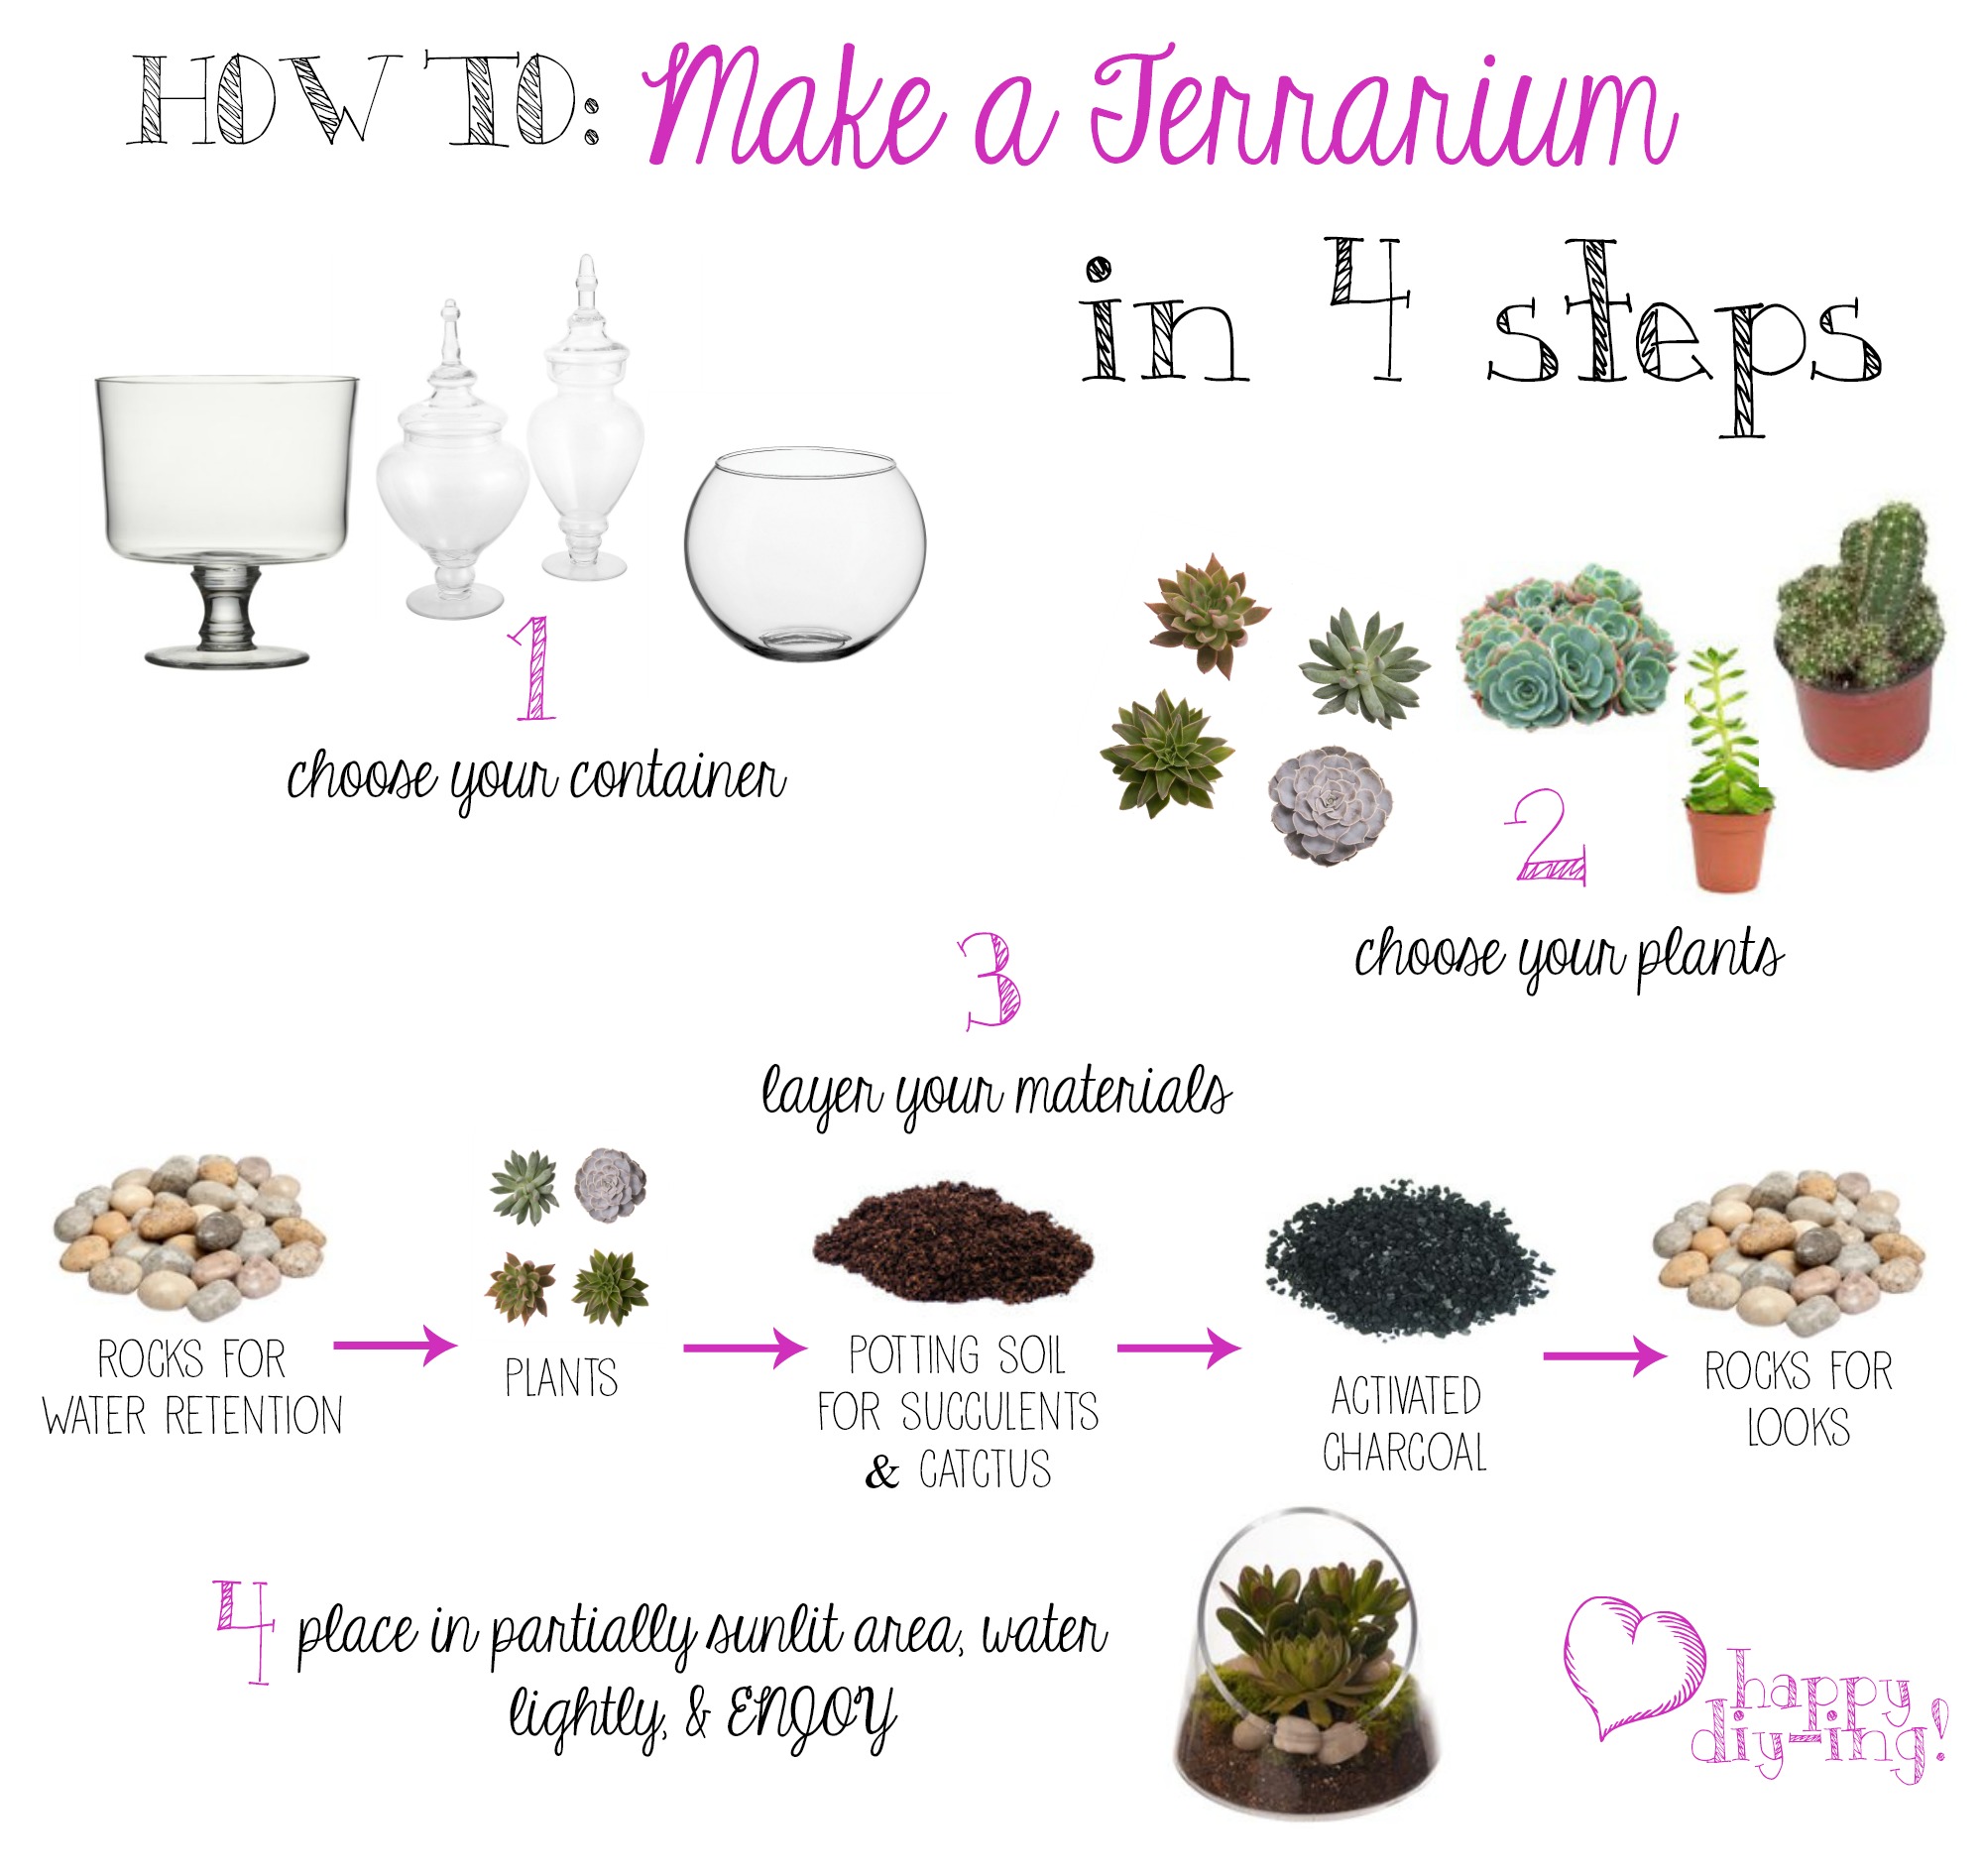 HOW TO: Make a Terrarium
in 4 steps
1
choose your container
2
choose your plants
3
layer your materials
ROCKS FOR
WATER RETENTION
PLANTS
POTTING SOIL
FOR SUCCULENTS
& CATCTUS
ACTIVATED
CHARCOAL
ROCKS FOR
LOOKS
4 place in partially sunlit area, water
lightly, & ENJOY
happy
diy-ing!